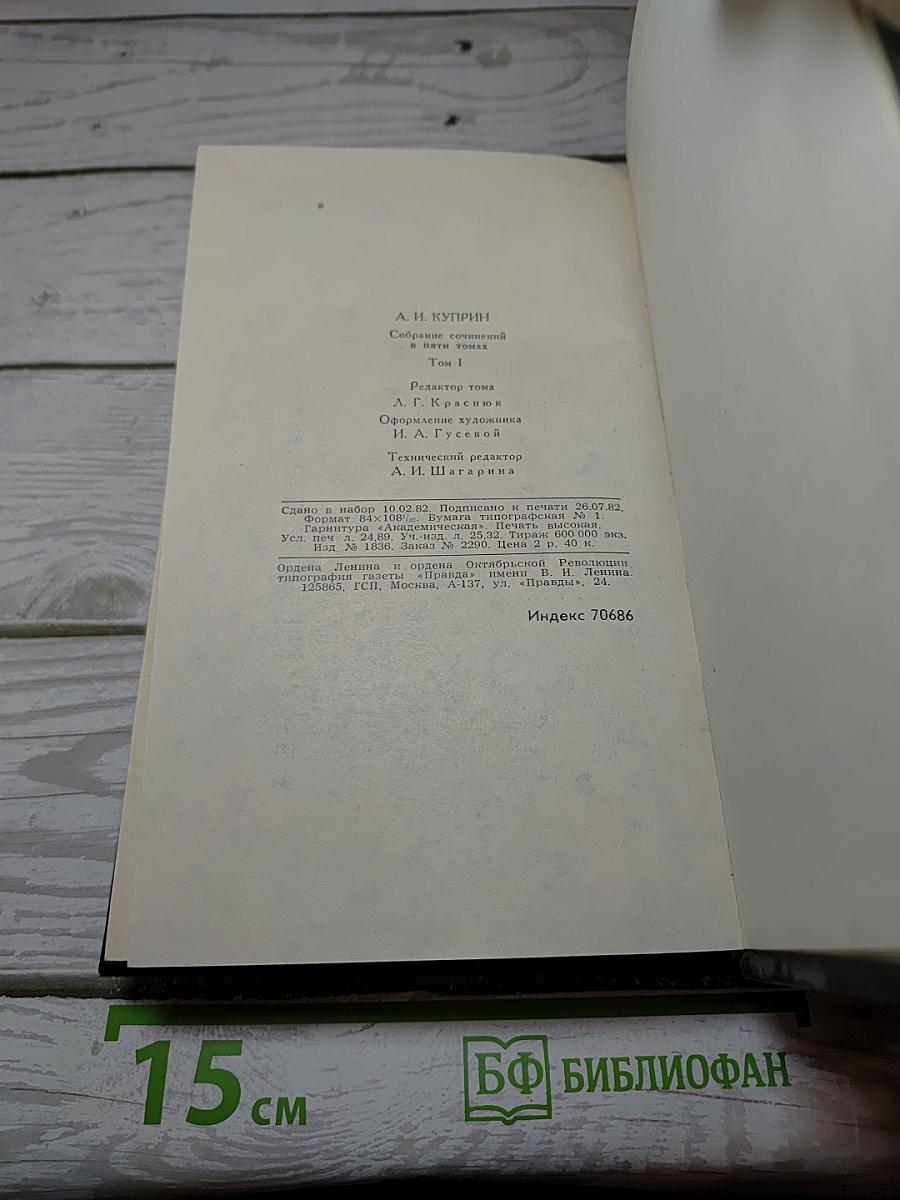 А. И. КУПРИН
Собрание сочинений
в пяти томах
Том I
Редактор тома
Л. Г. Краснюк
Оформление художника
И. А. Гусевой
Технический редактор
А. И. Шагарина
Сдано в набор 10.02.82. Подписано к печати 26.07.82.
Формат 84×108¹/₃₂. Бумага типографская № 1.
Гарнитура «Академическая». Печать высокая.
Усл. печ л. 24,89. Уч.-изд. л. 25,32. Тираж 600 000 экз.
Изд. № 1836. Заказ № 2290. Цена 2 р. 40 к.
Ордена Ленина и ордена Октябрьской Революции
типография газеты «Правда» имени В. И. Ленина.
125865, ГСП, Москва, А-137, ул. «Правды», 24.
Индекс 70686
15 см
БФ БИБЛИОФАН